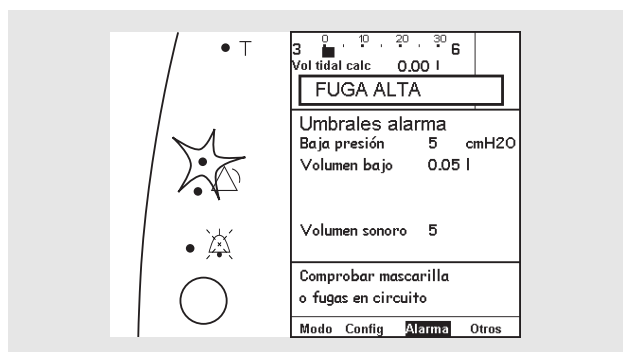 T
0 10 20 30
3 6
Vol tidal calc 0.00 l
FUGA ALTA
Umbrales alarma
Baja presión 5 cmH2O
Volumen bajo 0.05 l
Volumen sonoro 5
Comprobar mascarilla
o fugas en circuito
Modo Config Alarma Otros